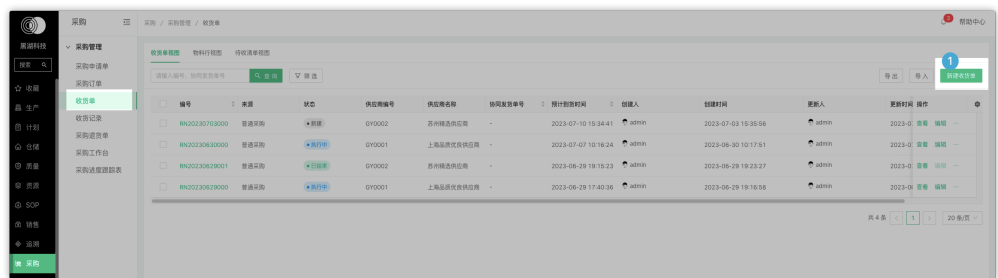 黑湖科技
搜索
收藏
生产
计划
仓储
质量
资源
SOP
销售
追溯
采购
采购
采购管理
采购申请单
采购订单
收货单
收货记录
采购退货单
采购工作台
采购进度跟踪表
采购 / 采购管理 / 收货单
3 帮助中心
收货单视图 物料行视图 待收清单视图
请输入编号、协同发货单号 查询 筛选 导出 导入 新建收货单
1
编号 来源 状态 供应商编号 供应商名称 协同发货单号 预计到货时间 创建人 创建时间 更新人 更新时间 操作
RN20230703000 普通采购 新建 GY0002 苏州精选供应商 - 2023-07-10 15:34:41 admin 2023-07-03 15:35:56 admin 2023-0 查看 编辑 ...
RN20230630000 普通采购 执行中 GY0001 上海品质优良供应商 - 2023-07-07 10:16:24 admin 2023-06-30 10:17:51 admin 2023-0 查看 编辑 ...
RN20230629001 普通采购 已结束 GY0002 苏州精选供应商 - 2023-06-29 19:15:23 admin 2023-06-29 19:23:27 admin 2023-0 查看 编辑 ...
RN20230629000 普通采购 执行中 GY0001 上海品质优良供应商 - 2023-06-29 17:40:36 admin 2023-06-29 19:16:58 admin 2023-0 查看 编辑 ...
共 4 条 < 1 > 20 条/页